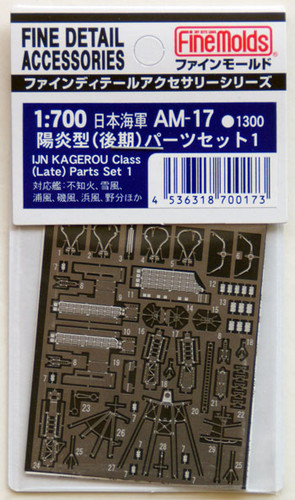 FINE DETAIL
ACCESSORIES
FineMolds
ファインモールド
ファインディテールアクセサリーシリーズ
1:700 日本海軍 AM-17 ●1300
陽炎型(後期)パーツセット1
IJN KAGEROU Class
(Late) Parts Set 1
対応艦:不知火、雪風、
浦風、磯風、浜風、野分ほか
4 536318 700173